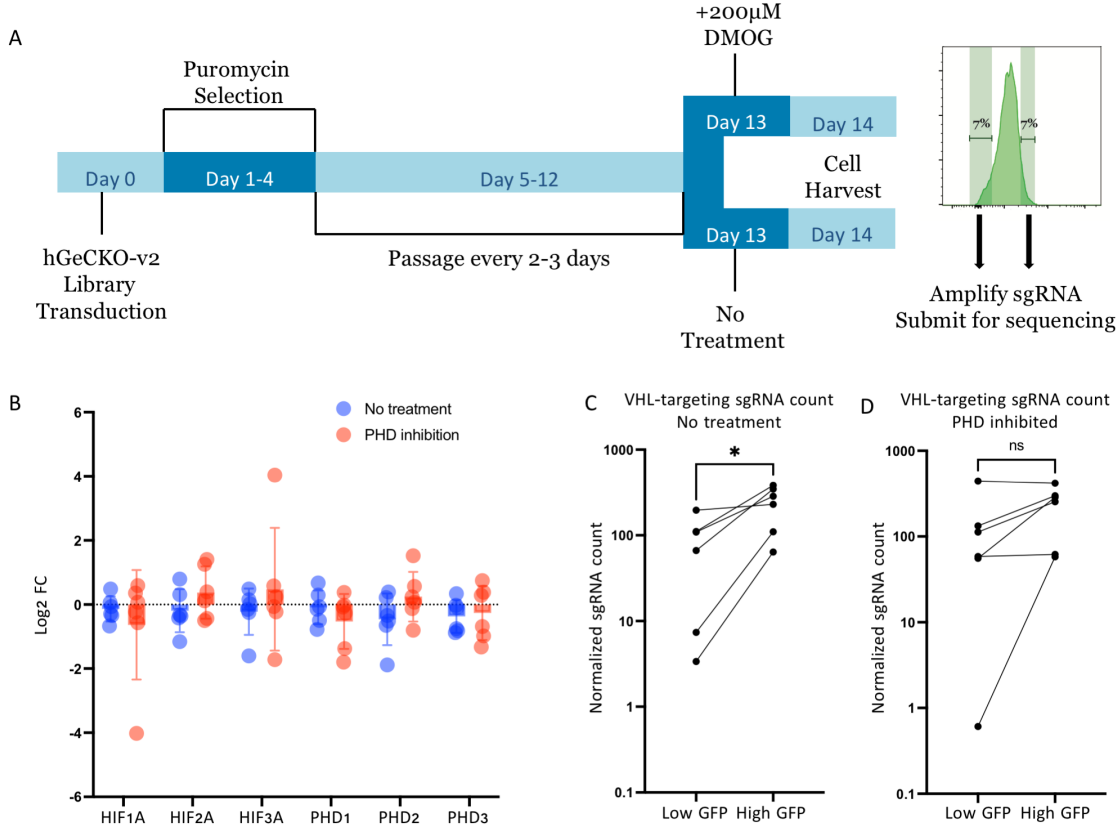 A
Puromycin
Selection
+200µM
DMOG
Day 0
Day 1-4
Day 5-12
Day 13
Day 14
Cell
Harvest
Day 13
Day 14
hGeCKO-v2
Library
Transduction
Passage every 2-3 days
No
Treatment
7%
7%
Amplify sgRNA
Submit for sequencing
B
No treatment
PHD inhibition
Log2 FC
6
4
2
0
-2
-4
-6
HIF1A
HIF2A
HIF3A
PHD1
PHD2
PHD3
C
VHL-targeting sgRNA count
No treatment
*
Normalized sgRNA count
1000
100
10
1
0.1
Low GFP
High GFP
D
VHL-targeting sgRNA count
PHD inhibited
ns
Normalized sgRNA count
1000
100
10
1
0.1
Low GFP
High GFP